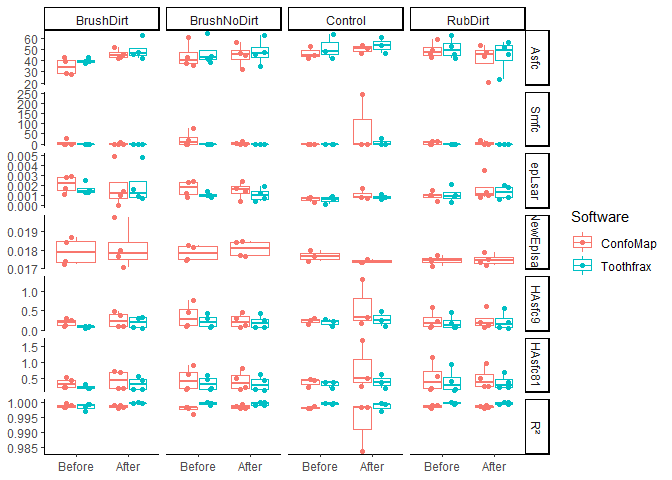 BrushDirt BrushNoDirt Control RubDirt
60
50
40
30
20
Asfc
250
200
150
100
50
0
Smfc
0.005
0.004
0.003
0.002
0.001
0.000
epLsar
0.019
0.018
0.017
NewEplsa
1.0
0.5
0.0
HAsfc9
1.5
1.0
0.5
HAsfc81
1.000
0.995
0.990
0.985
R²
Before After Before After Before After Before After
Software
ConfoMap
Toothfrax